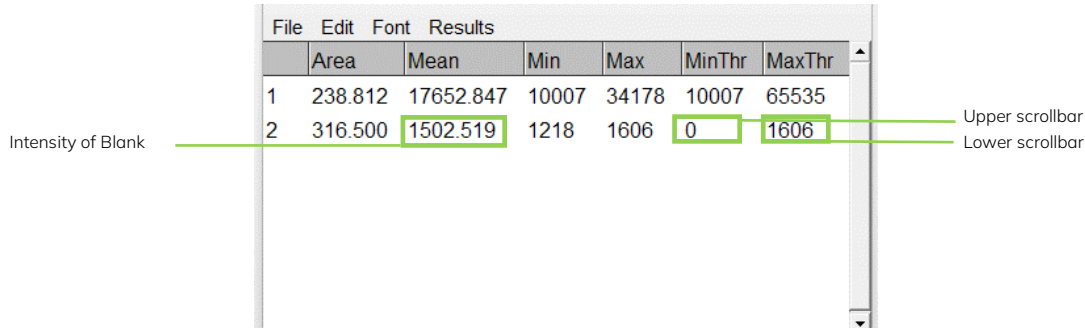 File Edit Font Results
Area Mean Min Max MinThr MaxThr
1 238.812 17652.847 10007 34178 10007 65535
2 316.500 1502.519 1218 1606 0 1606
Intensity of Blank
Upper scrollbar
Lower scrollbar